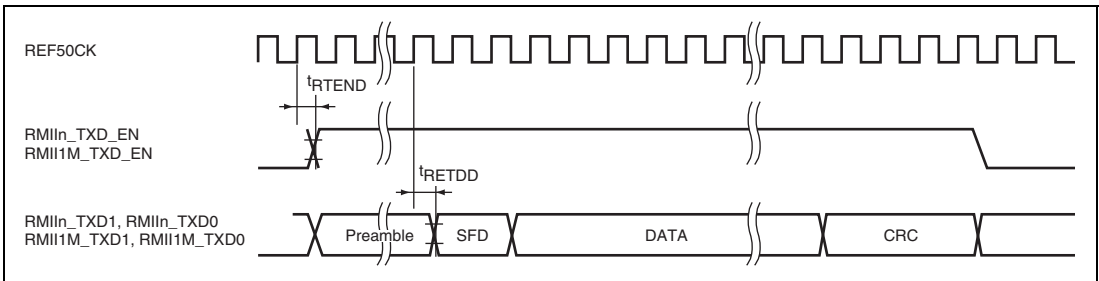 REF50CK
tRTEND
RMIIn_TXD_EN
RMII1M_TXD_EN
tRETDD
RMIIn_TXD1, RMIIn_TXD0
RMII1M_TXD1, RMII1M_TXD0
Preamble SFD DATA CRC